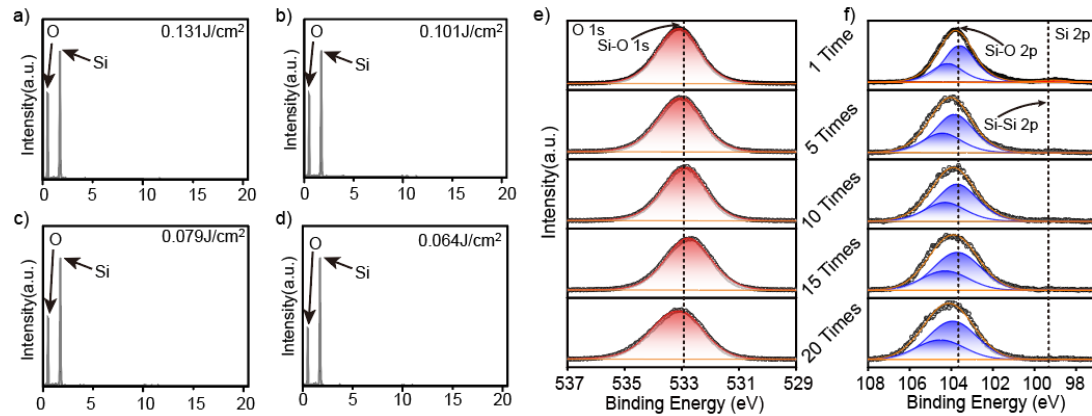 a)
0.131J/cm²
O
Si
Intensity(a.u.)
0 5 10 15 20
b)
0.101J/cm²
O
Si
Intensity(a.u.)
0 5 10 15 20
c)
0.079J/cm²
O
Si
Intensity(a.u.)
0 5 10 15 20
d)
0.064J/cm²
O
Si
Intensity(a.u.)
0 5 10 15 20
e)
O 1s
Si-O 1s
Intensity(a.u.)
537 535 533 531 529
Binding Energy (eV)
1 Time
5 Times
10 Times
15 Times
20 Times
f)
Si 2p
Si-O 2p
Si-Si 2p
108 106 104 102 100 98
Binding Energy (eV)